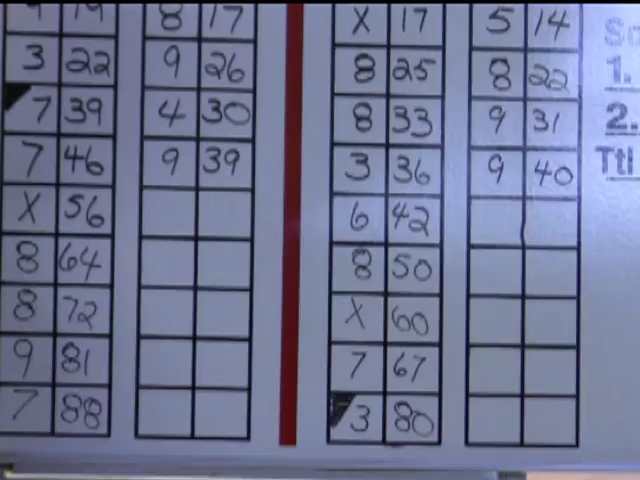 19 8 17 X 17 5 14
3 22 9 26 8 25 8 22 1.
7 39 4 30 8 33 9 31 2.
7 46 9 39 3 36 9 40 Ttl
X 56 6 42
8 64 8 50
8 72 X 60
9 81 7 67
7 88 3 80